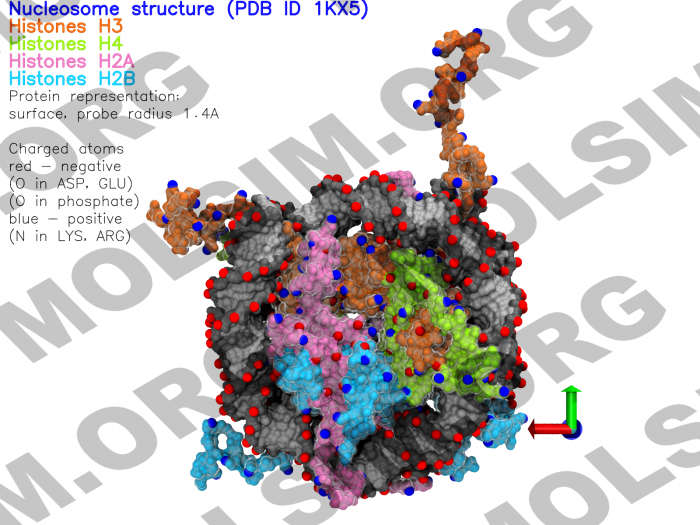 Nucleosome structure (PDB ID 1KX5)
Histones H3
Histones H4
Histones H2A
Histones H2B
Protein representation:
surface, probe radius 1.4A
Charged atoms
red – negative
(O in ASP, GLU)
(O in phosphate)
blue – positive
(N in LYS, ARG)
MOLSIM.ORG
MOLSIM.ORG
M.ORG
MOLSIM